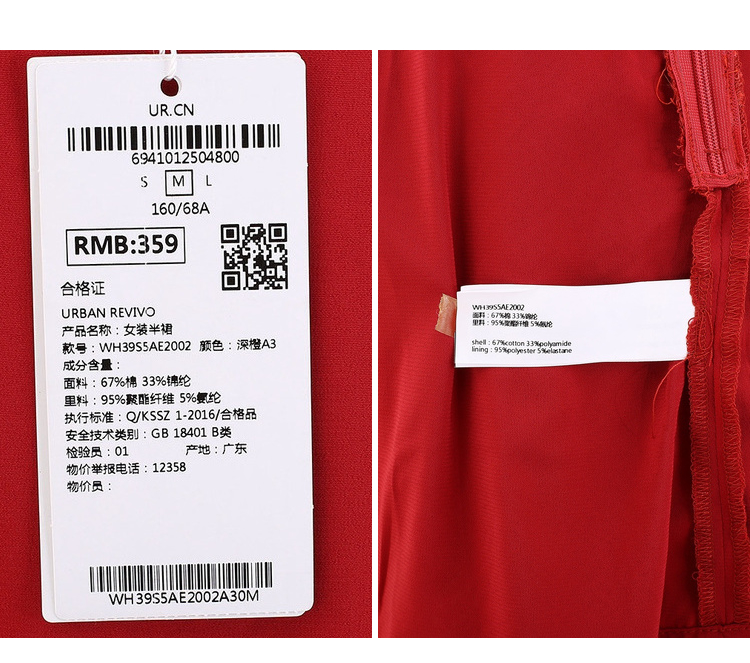 UR.CN
6941012504800
S M L
160/68A
RMB:359
合格证
URBAN REVIVO
产品名称：女装半裙
款号：WH39S5AE2002 颜色：深橙A3
成分含量：
面料：67%棉 33%锦纶
里料：95%聚酯纤维 5%氨纶
执行标准：Q/KSSZ 1-2016/合格品
安全技术类别：GB 18401 B类
检验员：01 产地：广东
物价举报电话：12358
物价员：
WH39S5AE2002A30M
WH39S5AE2002
面料：67%棉 33%锦纶
里料：95%聚酯纤维 5%氨纶
shell : 67%cotton 33%polyamide
lining : 95%polyester 5%elastane